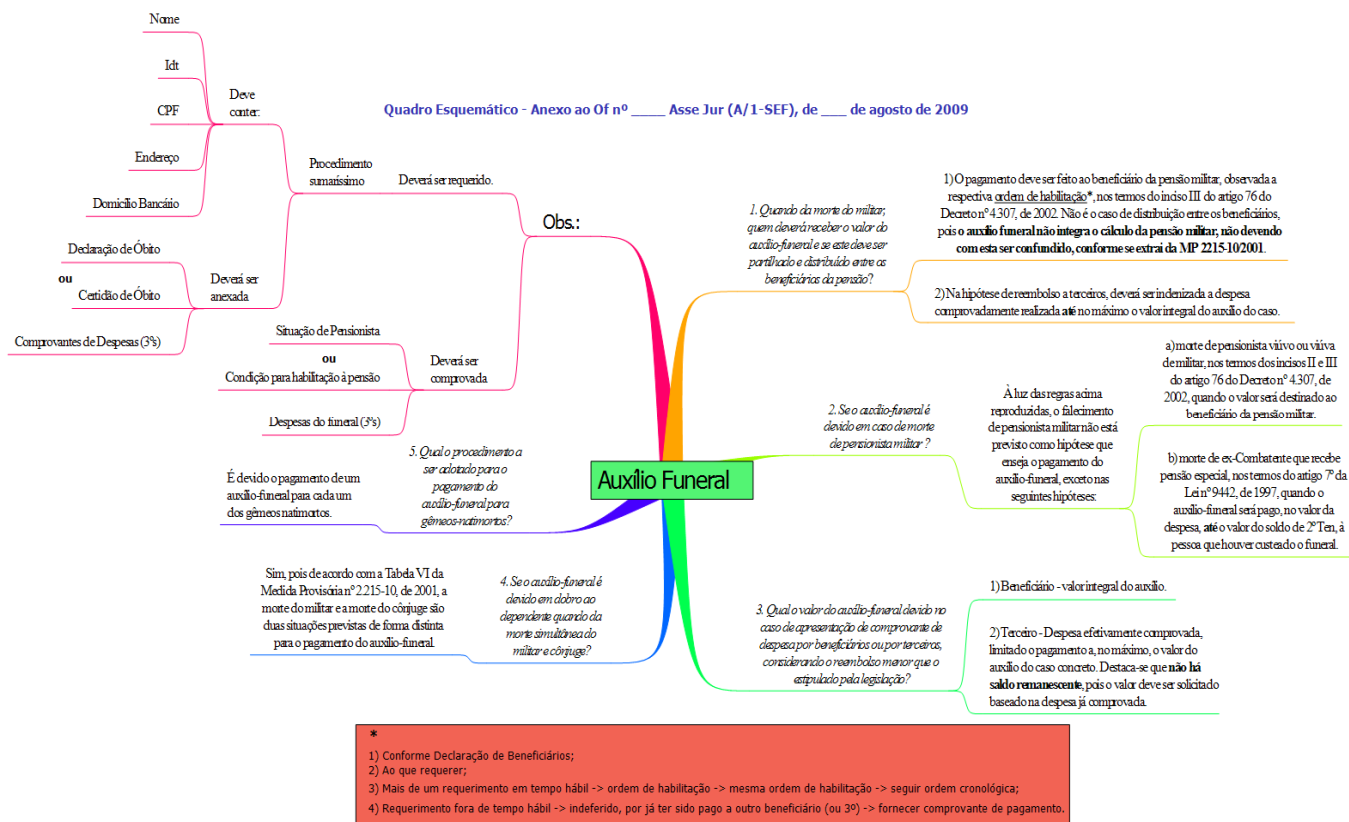 Quadro Esquemático - Anexo ao Of nº _____ Asse Jur (A/1-SEF), de ____ de agosto de 2009
Auxílio Funeral
Obs.:
Deverá ser requerido.
Procedimento
sumaríssimo
Deve
conter:
Nome
Idt
CPF
Endereço
Domicílio Bancáiio
Deverá ser
anexada
Declaração de Óbito
ou
Certidão de Óbito
Comprovantes de Despesas (3ºs)
Deverá ser
comprovada
Situação de Pensionista
ou
Condição para habilitação à pensão
Despesas do funeral (3ºs)
1. Quando da morte do militar,
quem deverá receber o valor do
auxílio-funeral e se este deve ser
partilhado e distribuído entre os
beneficiários da pensão?
1) O pagamento deve ser feito ao beneficiário da pensão militar, observada a
respectiva ordem de habilitação*, nos termos do inciso III do artigo 76 do
Decreto nº 4.307, de 2002. Não é o caso de distribuição entre os beneficiários,
pois o auxílio funeral não integra o cálculo da pensão militar, não devendo
com esta ser confundido, conforme se extrai da MP 2215-10/2001.
2) Na hipótese de reembolso a terceiros, deverá ser indenizada a despesa
comprovadamente realizada até no máximo o valor integral do auxílio do caso.
2. Se o auxílio-funeral é
devido em caso de morte
de pensionista militar ?
À luz das regras acima
reproduzidas, o falecimento
de pensionista militar não está
previsto como hipótese que
enseja o pagamento do
auxílio-funeral, exceto nas
seguintes hipóteses:
a) morte de pensionista viúvo ou viúva
de militar, nos termos dos incisos II e III
do artigo 76 do Decreto nº 4.307, de
2002, quando o valor será destinado ao
beneficiário da pensão militar.
b) morte de ex-Combatente que recebe
pensão especial, nos termos do artigo 7º da
Lei nº 9442, de 1997, quando o
auxílio-funeral será pago, no valor da
despesa, até o valor do soldo de 2º Ten, à
pessoa que houver custeado o funeral.
3. Qual o valor do auxílio-funeral devido no
caso de apresentação de comprovante de
despesa por beneficiários ou por terceiros,
considerando o reembolso menor que o
estipulado pela legislação?
1) Beneficiário - valor integral do auxílio.
2) Terceiro - Despesa efetivamente comprovada,
limitado o pagamento a, no máximo, o valor do
auxílio do caso concreto. Destaca-se que não há
saldo remanescente, pois o valor deve ser solicitado
baseado na despesa já comprovada.
4. Se o auxílio-funeral é
devido em dobro ao
dependente quando da
morte simultânea do
militar e cônjuge?
Sim, pois de acordo com a Tabela VI da
Medida Provisória nº 2.215-10, de 2001, a
morte do militar e a morte do cônjuge são
duas situações previstas de forma distinta
para o pagamento do auxílio-funeral.
5. Qual o procedimento a
ser adotado para o
pagamento do
auxílio-funeral para
gêmeos-natimortos?
É devido o pagamento de um
auxílio-funeral para cada um
dos gêmeos natimortos.
*
1) Conforme Declaração de Beneficiários;
2) Ao que requerer;
3) Mais de um requerimento em tempo hábil -> ordem de habilitação -> mesma ordem de habilitação -> seguir ordem cronológica;
4) Requerimento fora de tempo hábil -> indeferido, por já ter sido pago a outro beneficiário (ou 3º) -> fornecer comprovante de pagamento.